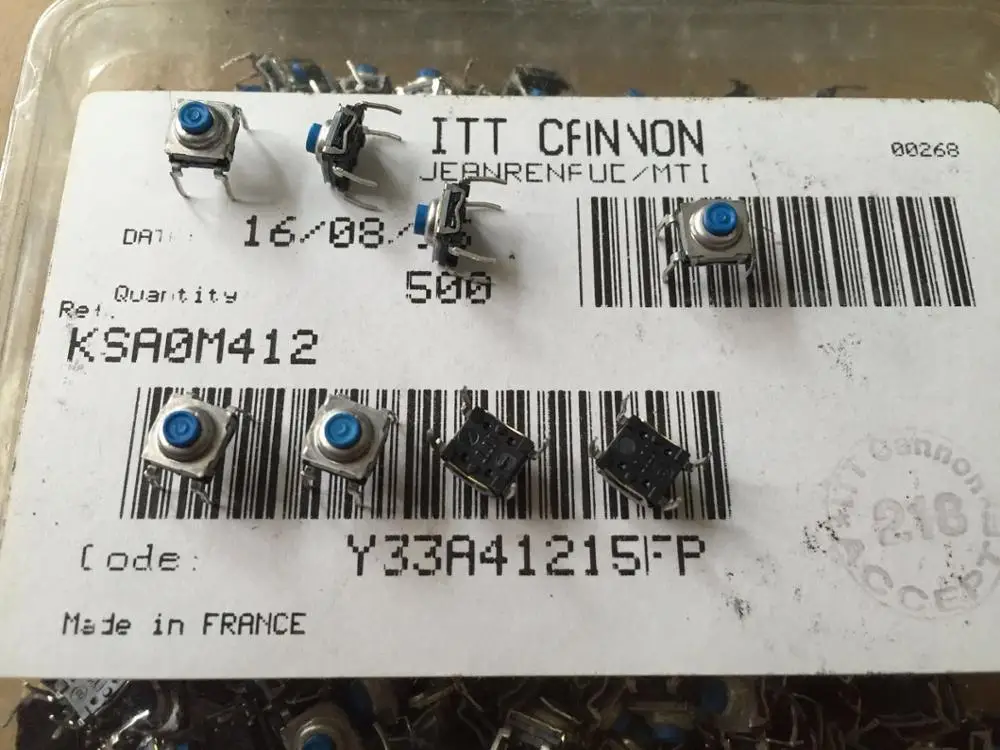 ITT CANNON
00268
JEANRENFUC/MTI
DATE: 16/08/
Quantity 500
Ref.
KSA0M412
Code: Y33A41215FP
Made in FRANCE
ITT Cannon
218
ACCEPT